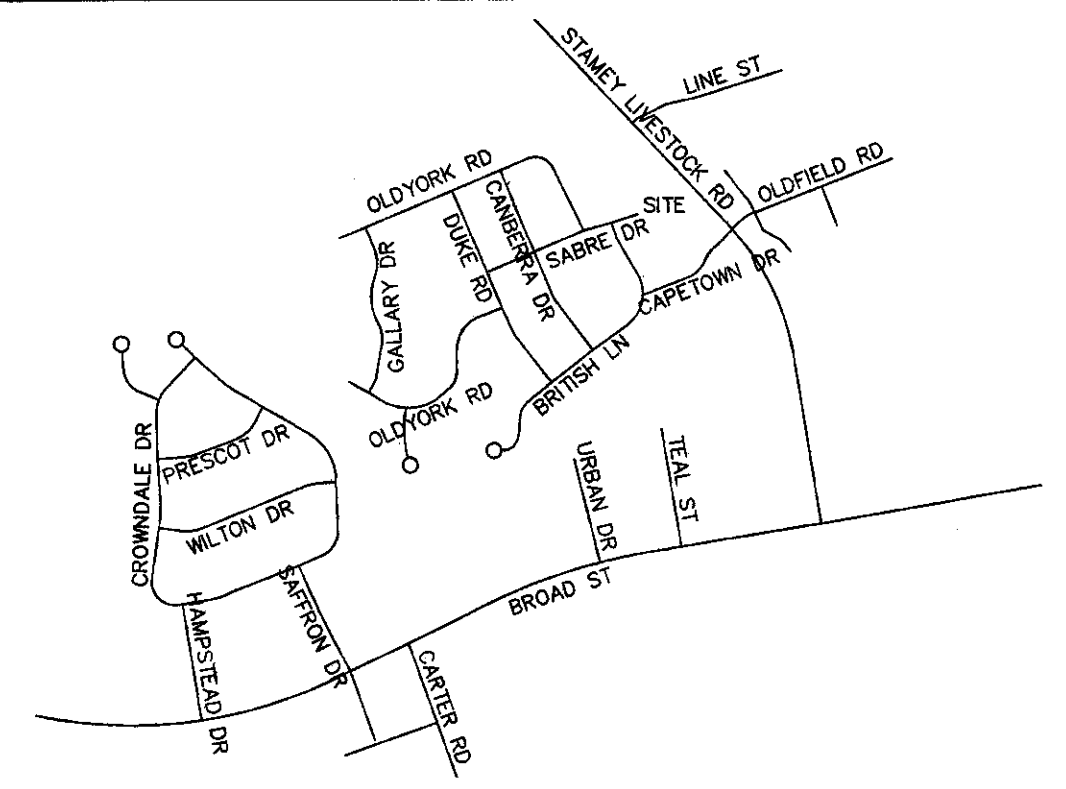 STAMEY LIVESTOCK RD
LINE ST
OLDYORK RD
OLDFIELD RD
CANBERRA DR
SITE
DUKE RD
SABRE DR
GALLARY DR
CAPETOWN DR
BRITISH LN
OLDYORK RD
CROWNDALE DR
PRESCOT DR
URBAN DR
TEAL ST
WILTON DR
SAFFRON DR
BROAD ST
HAMPSTEAD DR
CARTER RD